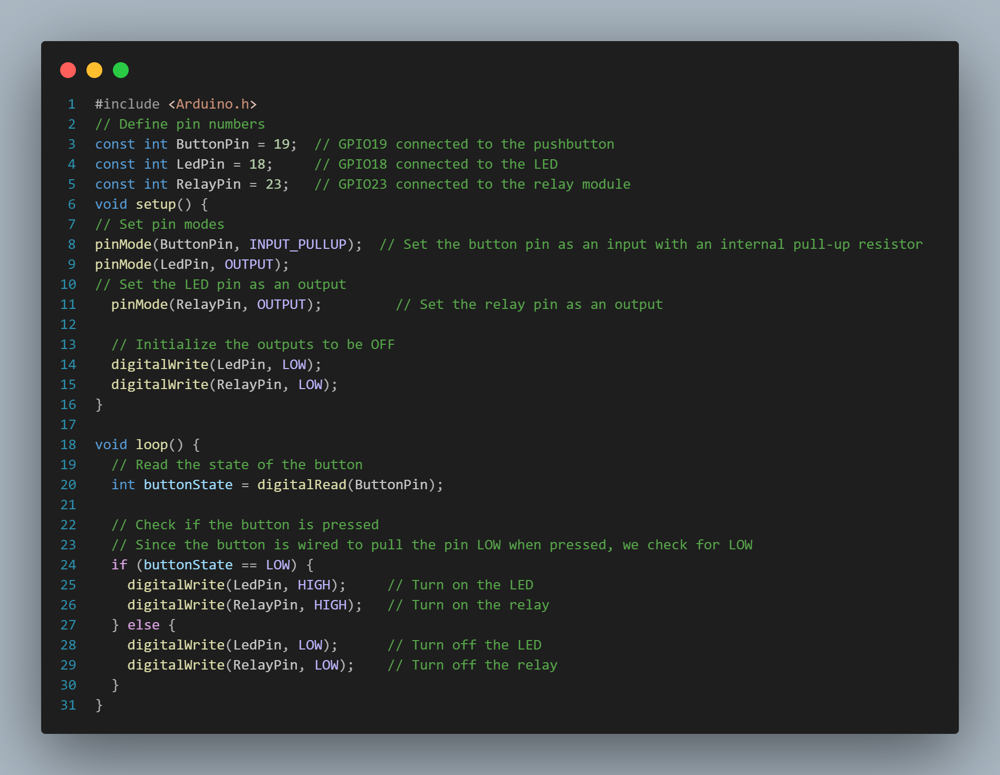 1 #include <Arduino.h>
2 // Define pin numbers
3 const int ButtonPin = 19;  // GPIO19 connected to the pushbutton
4 const int LedPin = 18;     // GPIO18 connected to the LED
5 const int RelayPin = 23;   // GPIO23 connected to the relay module
6 void setup() {
7 // Set pin modes
8 pinMode(ButtonPin, INPUT_PULLUP);  // Set the button pin as an input with an internal pull-up resistor
9 pinMode(LedPin, OUTPUT);
10 // Set the LED pin as an output
11   pinMode(RelayPin, OUTPUT);         // Set the relay pin as an output
12
13   // Initialize the outputs to be OFF
14   digitalWrite(LedPin, LOW);
15   digitalWrite(RelayPin, LOW);
16 }
17
18 void loop() {
19   // Read the state of the button
20   int buttonState = digitalRead(ButtonPin);
21
22   // Check if the button is pressed
23   // Since the button is wired to pull the pin LOW when pressed, we check for LOW
24   if (buttonState == LOW) {
25     digitalWrite(LedPin, HIGH);     // Turn on the LED
26     digitalWrite(RelayPin, HIGH);   // Turn on the relay
27   } else {
28     digitalWrite(LedPin, LOW);      // Turn off the LED
29     digitalWrite(RelayPin, LOW);    // Turn off the relay
30   }
31 }